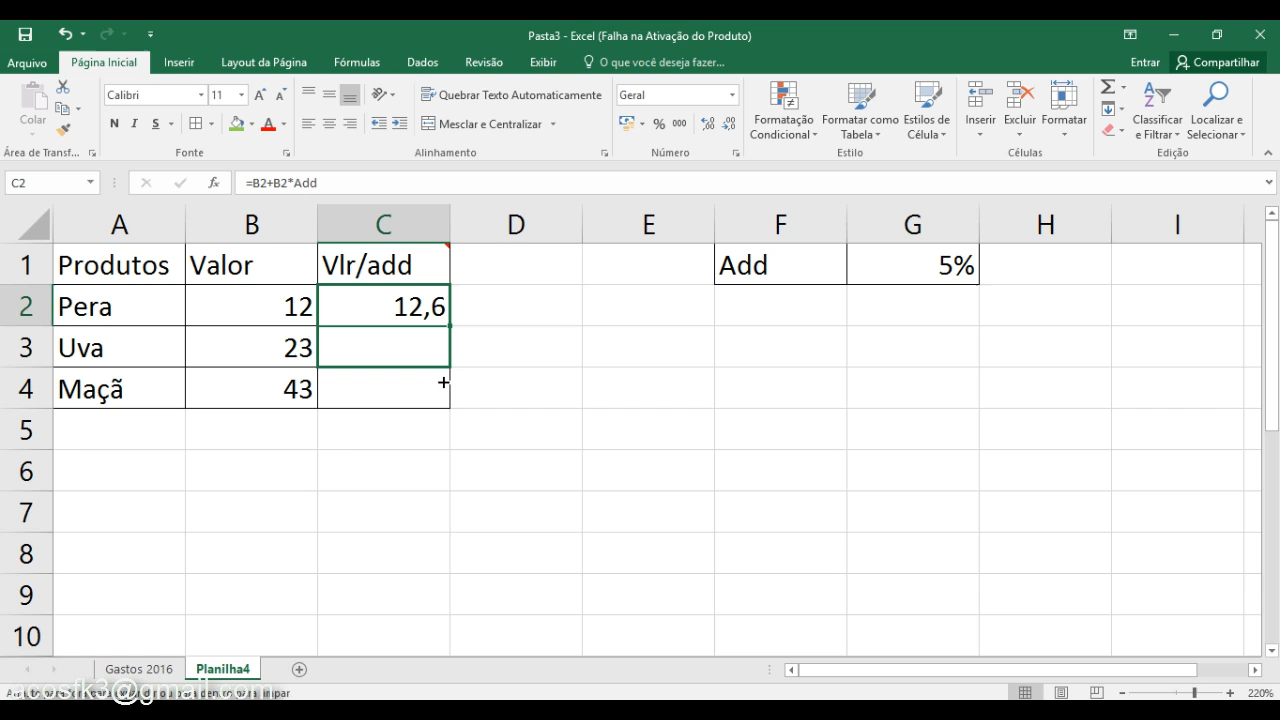 Pasta3 - Excel (Falha na Ativação do Produto)
Arquivo Página Inicial Inserir Layout da Página Fórmulas Dados Revisão Exibir O que você deseja fazer... Entrar Compartilhar
Colar
Calibri 11
Quebrar Texto Automaticamente
Geral
N I S
Mesclar e Centralizar
% 000
Formatação Condicional
Formatar como Tabela
Estilos de Célula
Inserir Excluir Formatar
Classificar e Filtrar
Localizar e Selecionar
Área de Transf... Fonte Alinhamento Número Estilo Células Edição
C2 fx =B2+B2*Add
A B C D E F G H I
1 Produtos Valor Vlr/add Add 5%
2 Pera 12 12,6
3 Uva 23
4 Maçã 43
5
6
7
8
9
10
Gastos 2016 Planilha4
220%